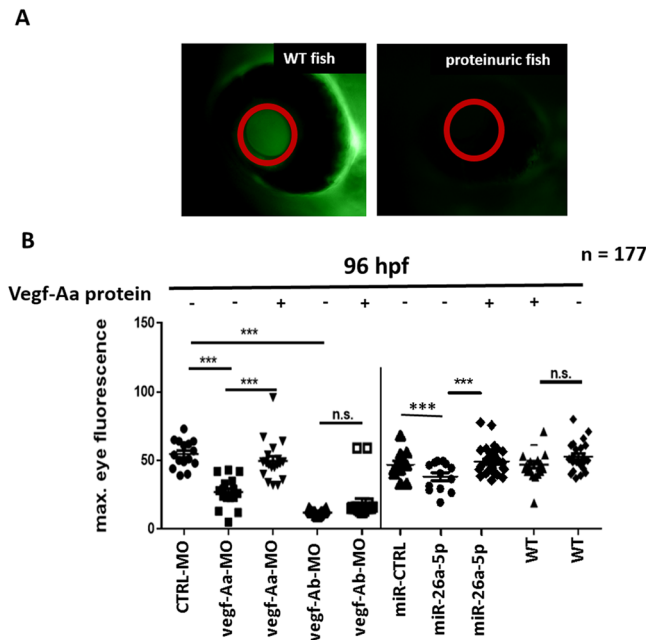 A
WT fish
proteinuric fish
B
96 hpf
n = 177
Vegf-Aa protein
- - + - + - - + + -
max. eye fluorescence
150
100
50
0
***
***
***
n.s.
***
***
n.s.
CTRL-MO
vegf-Aa-MO
vegf-Aa-MO
vegf-Ab-MO
vegf-Ab-MO
miR-CTRL
miR-26a-5p
miR-26a-5p
WT
WT